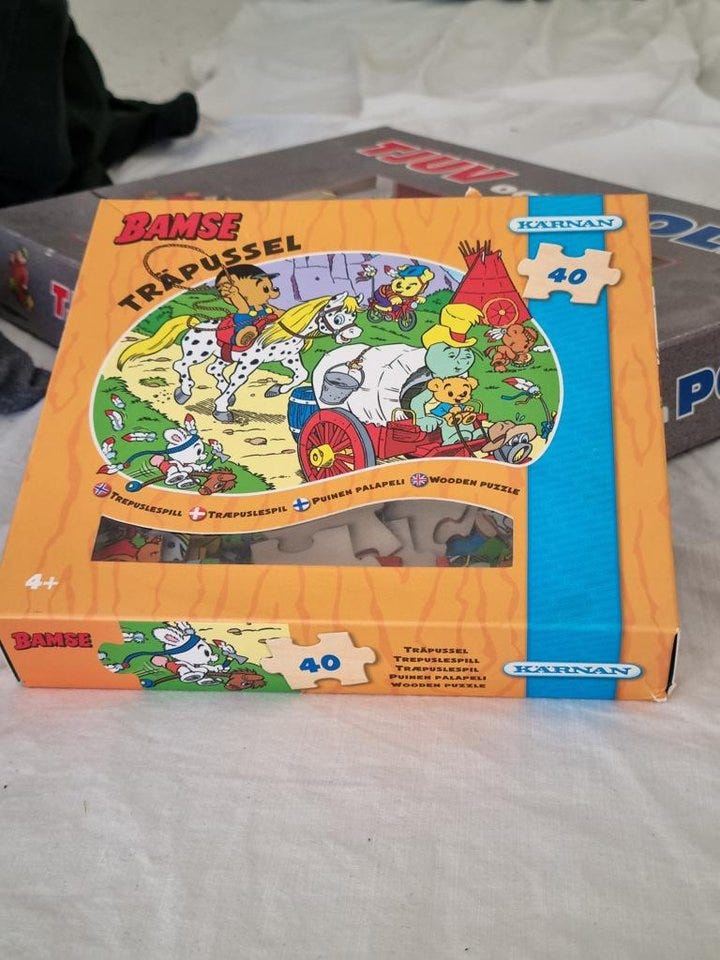 TJUV
BAMSE
TRÄPUSSEL
KÄRNAN
40
TREPUSLESPILL
TRÆPUSLESPIL
PUINEN PALAPELI
WOODEN PUZZLE
4+
BAMSE
40
TRÄPUSSEL
TREPUSLESPILL
TRÆPUSLESPIL
PUINEN PALAPELI
WOODEN PUZZLE
KÄRNAN